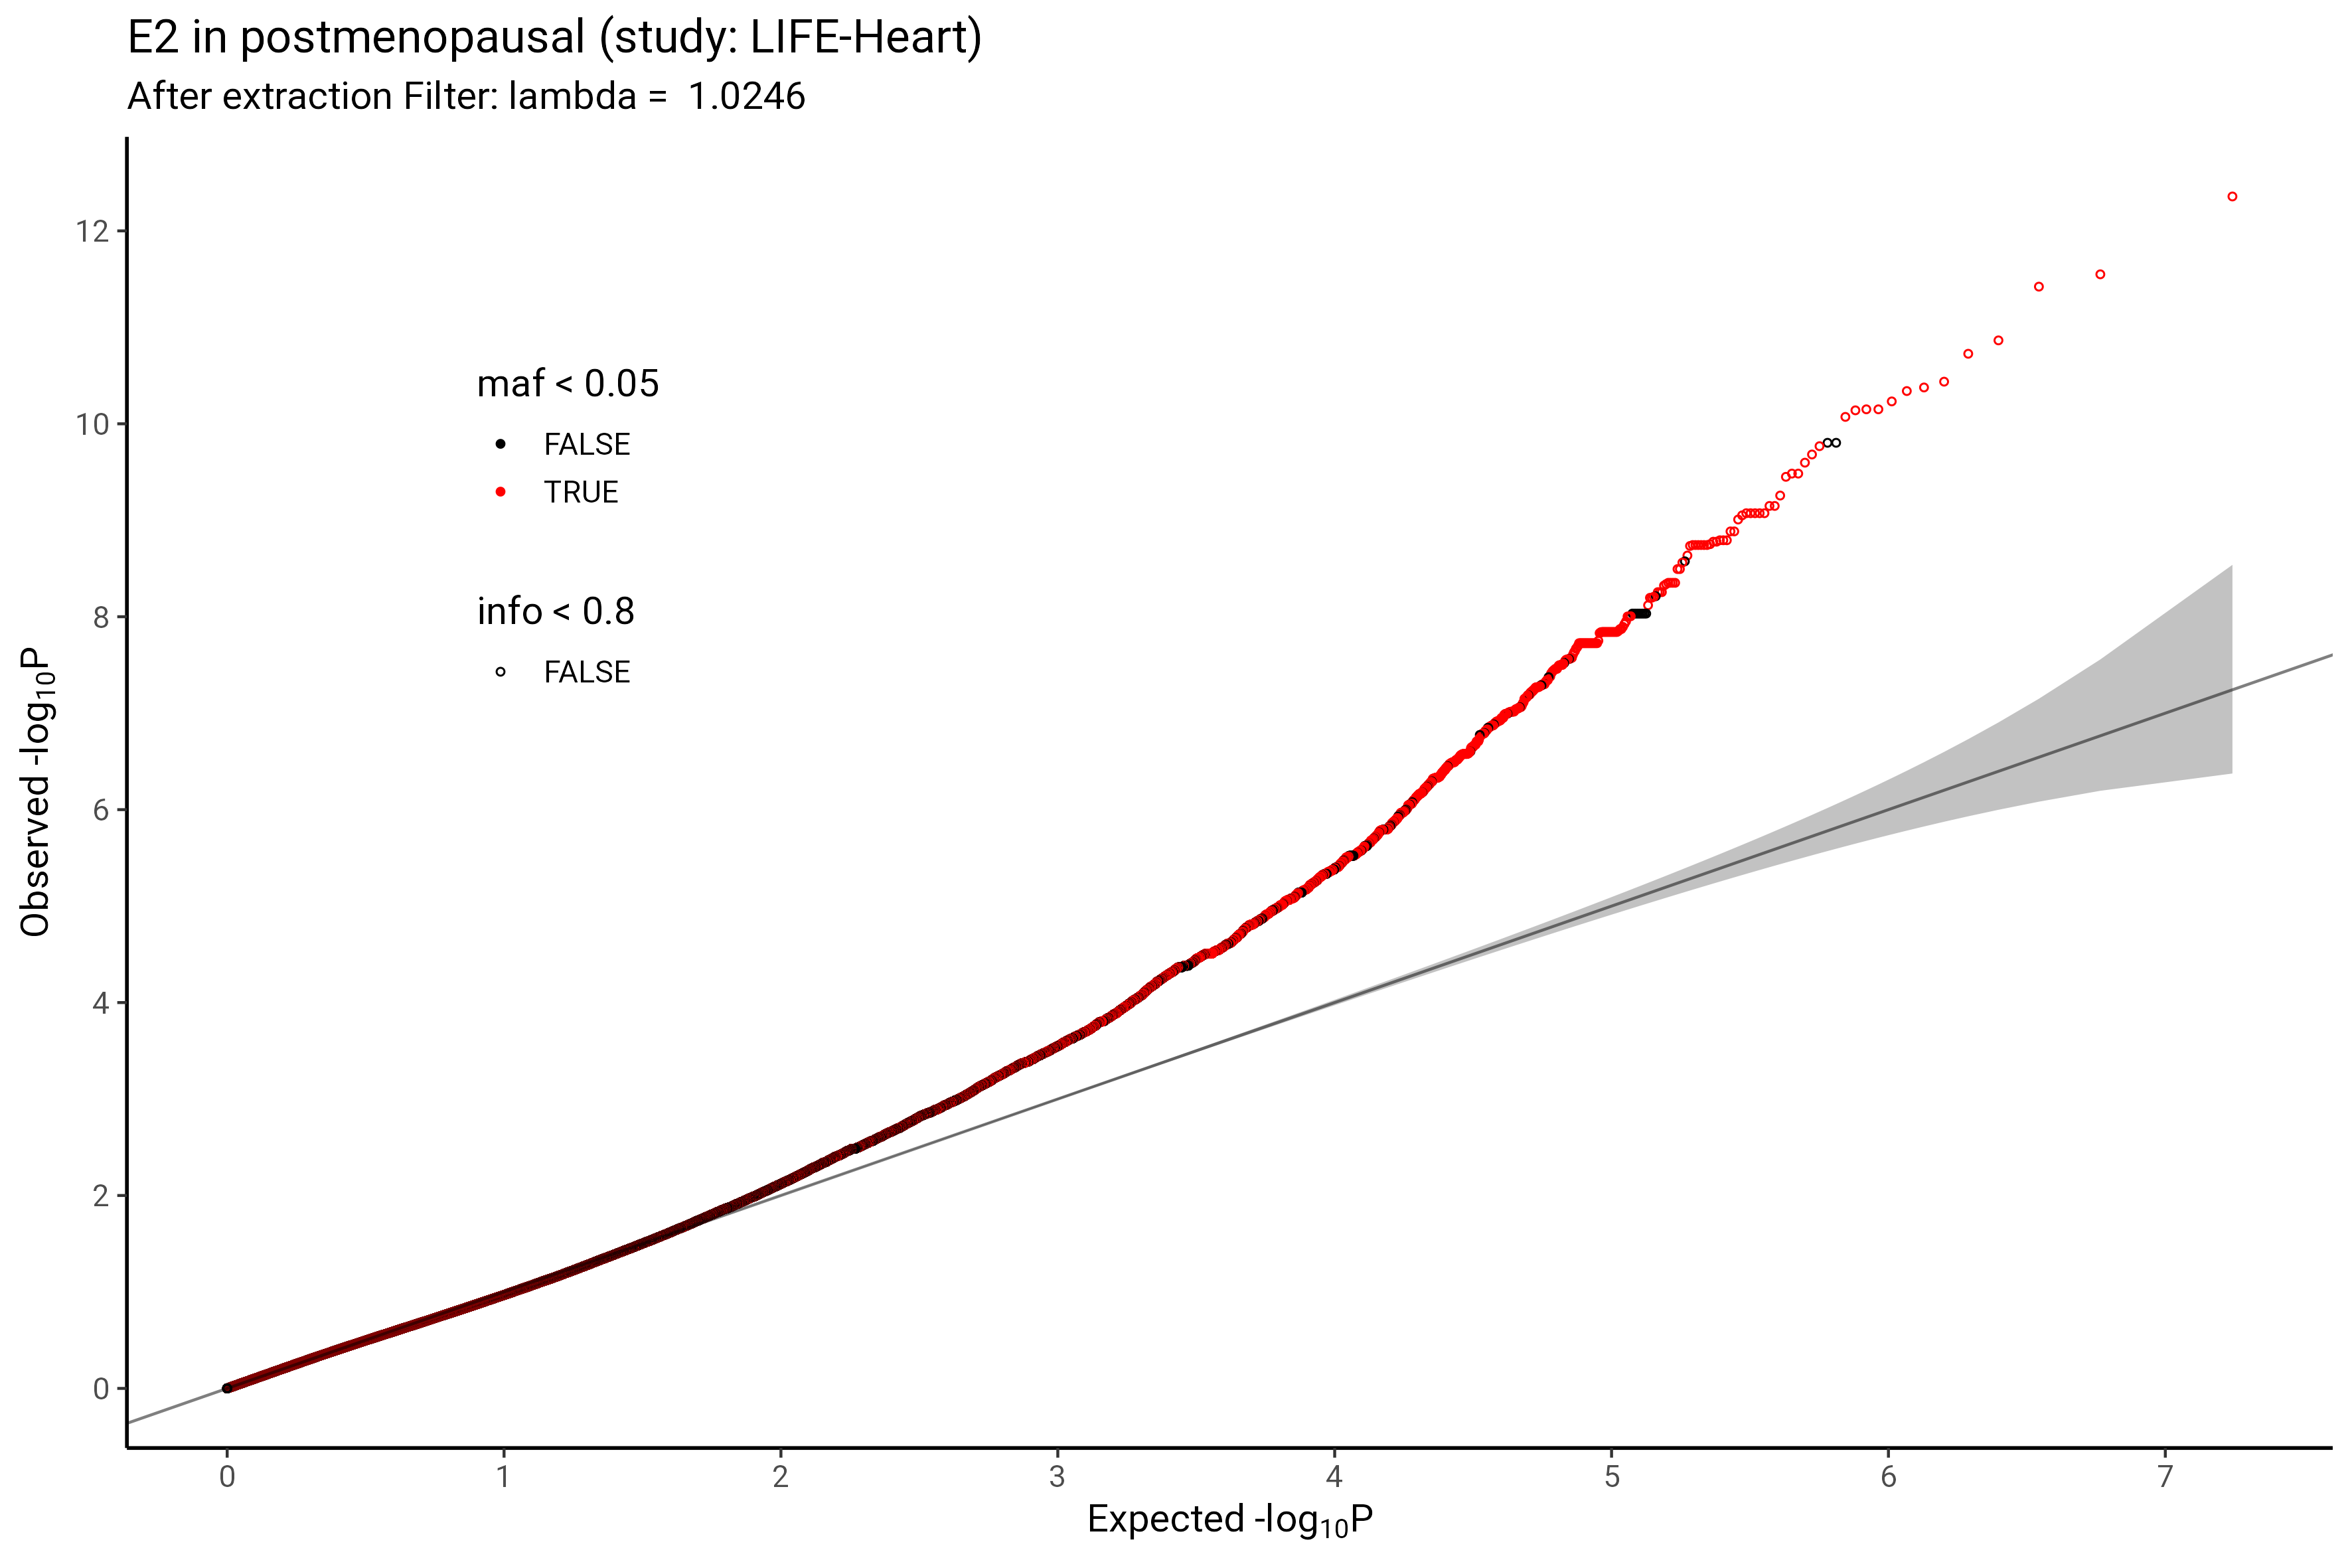 E2 in postmenopausal (study: LIFE-Heart)
After extraction Filter: lambda = 1.0246
12
10
8
6
4
2
0
Observed -log10P
maf < 0.05
FALSE
TRUE
info < 0.8
FALSE
0 1 2 3 4 5 6 7
Expected -log10P